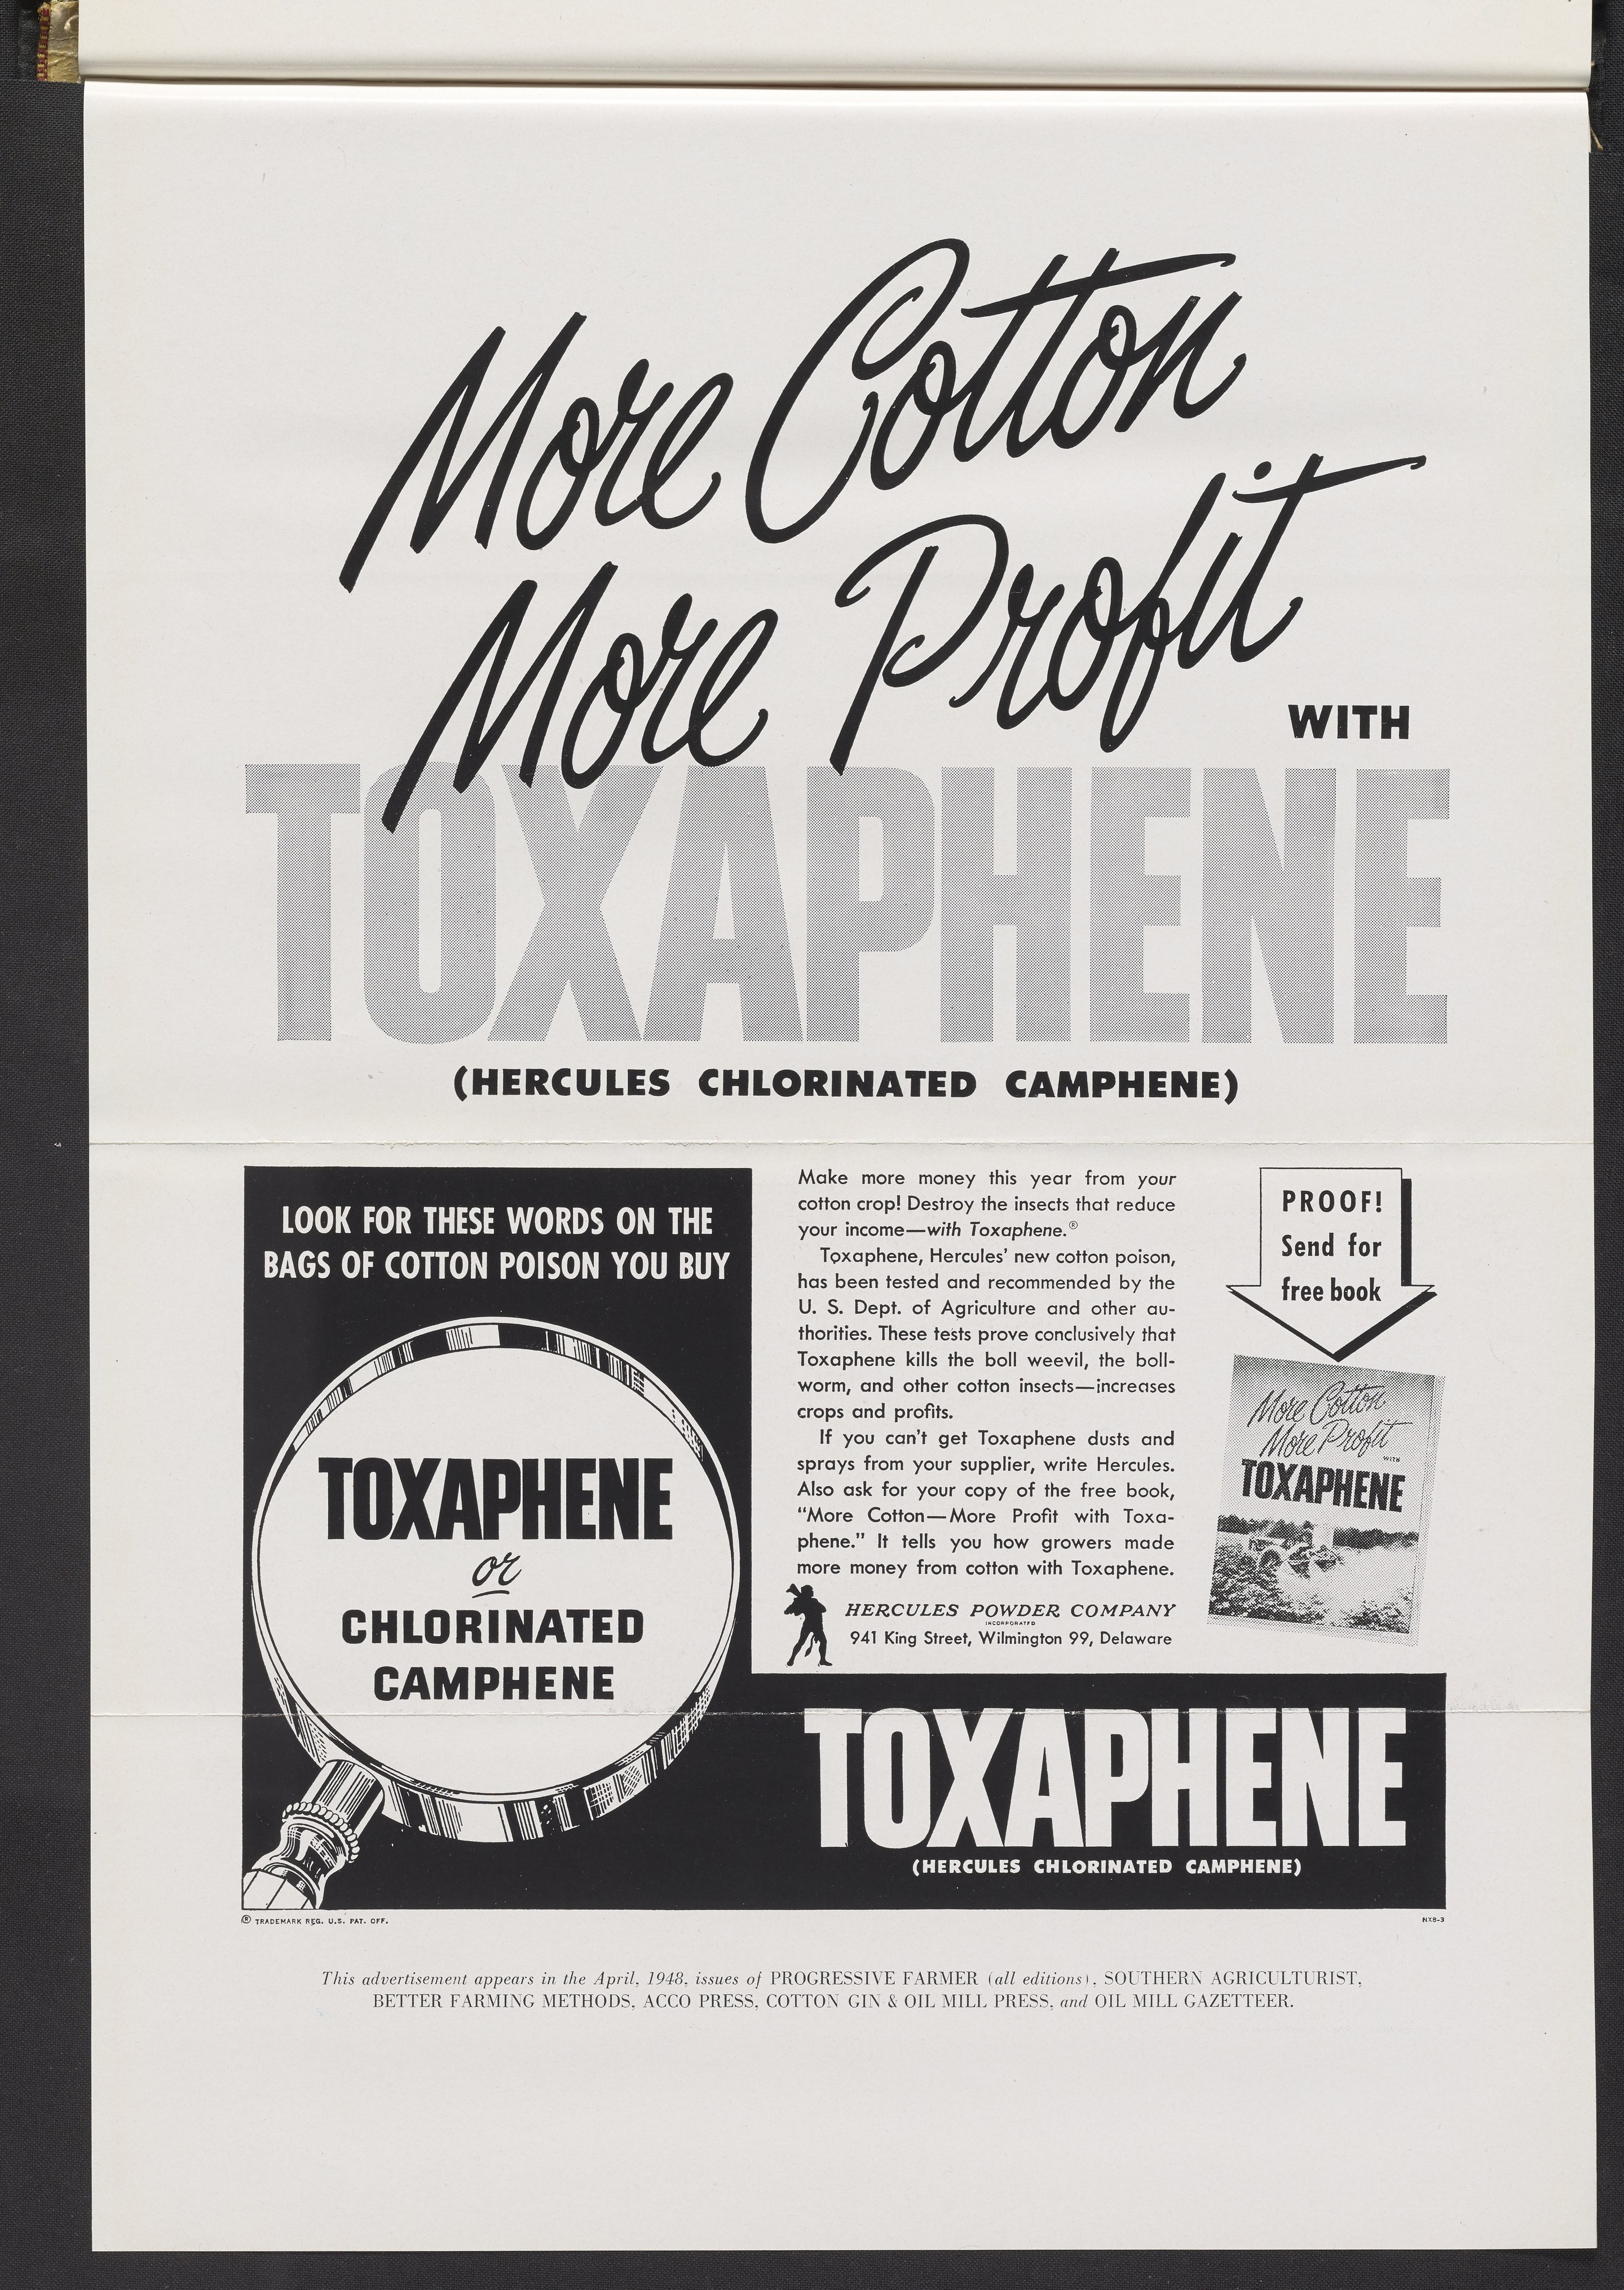 More Cotton
More Profit
WITH
TOXAPHENE
(HERCULES CHLORINATED CAMPHENE)
LOOK FOR THESE WORDS ON THE
BAGS OF COTTON POISON YOU BUY
TOXAPHENE
or
CHLORINATED
CAMPHENE
Make more money this year from your
cotton crop! Destroy the insects that reduce
your income—with Toxaphene.®
Toxaphene, Hercules' new cotton poison,
has been tested and recommended by the
U. S. Dept. of Agriculture and other au-
thorities. These tests prove conclusively that
Toxaphene kills the boll weevil, the boll-
worm, and other cotton insects—increases
crops and profits.
If you can't get Toxaphene dusts and
sprays from your supplier, write Hercules.
Also ask for your copy of the free book,
"More Cotton—More Profit with Toxa-
phene." It tells you how growers made
more money from cotton with Toxaphene.
HERCULES POWDER COMPANY
INCORPORATED
941 King Street, Wilmington 99, Delaware
PROOF!
Send for
free book
More Cotton
More Profit
WITH
TOXAPHENE
TOXAPHENE
(HERCULES CHLORINATED CAMPHENE)
® TRADEMARK REG. U.S. PAT. OFF.
NX8-3
This advertisement appears in the April, 1948, issues of PROGRESSIVE FARMER (all editions), SOUTHERN AGRICULTURIST,
BETTER FARMING METHODS, ACCO PRESS, COTTON GIN & OIL MILL PRESS, and OIL MILL GAZETTEER.